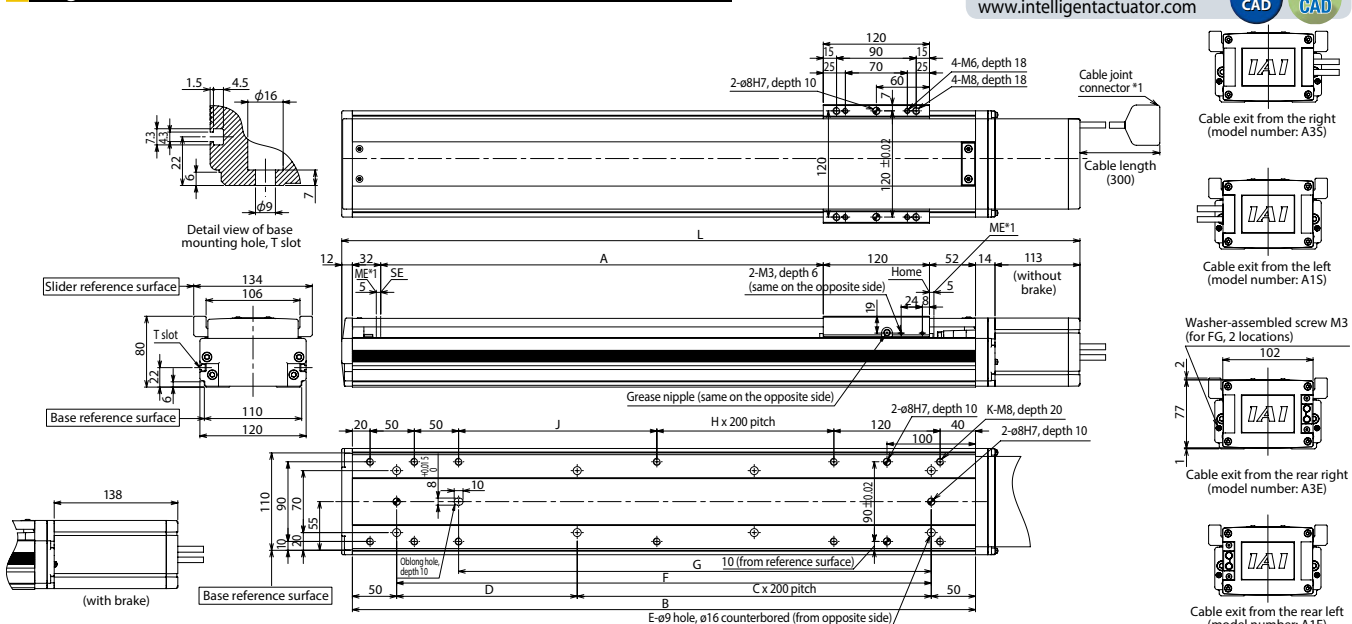 www.intelligentactuator.com
CAD
CAD
120
15
90
15
25
70
25
60
7
2-ø8H7, depth 10
4-M6, depth 18
4-M8, depth 18
Cable joint
connector *1
120
120 ±0.02
Cable length
(300)
1.5
4.5
ϕ16
7.3
4.3
22
6
7
ϕ9
Detail view of base
mounting hole, T slot
IAI
Cable exit from the right
(model number: A3S)
IAI
Cable exit from the left
(model number: A1S)
L
ME*1
12
32
A
120
52
14
113
(without
brake)
ME*1
SE
5
2-M3, depth 6
(same on the opposite side)
Home
5
24
8
19
Grease nipple (same on the opposite side)
Slider reference surface
134
106
T slot
80
22
6
Base reference surface
110
120
Washer-assembled screw M3
(for FG, 2 locations)
102
2
77
1
IAI
Cable exit from the rear right
(model number: A3E)
20
50
50
J
H x 200 pitch
120
40
100
2-ø8H7, depth 10
K-M8, depth 20
2-ø8H7, depth 10
110
90
70
55
10
20
8 +0.015 0
10
90 ±0.02
Oblong hole,
depth 10
G
10 (from reference surface)
F
50
D
C x 200 pitch
50
B
E-ø9 hole, ø16 counterbored (from opposite side)
Base reference surface
138
(with brake)
IAI
Cable exit from the rear left
(model number: A1E)